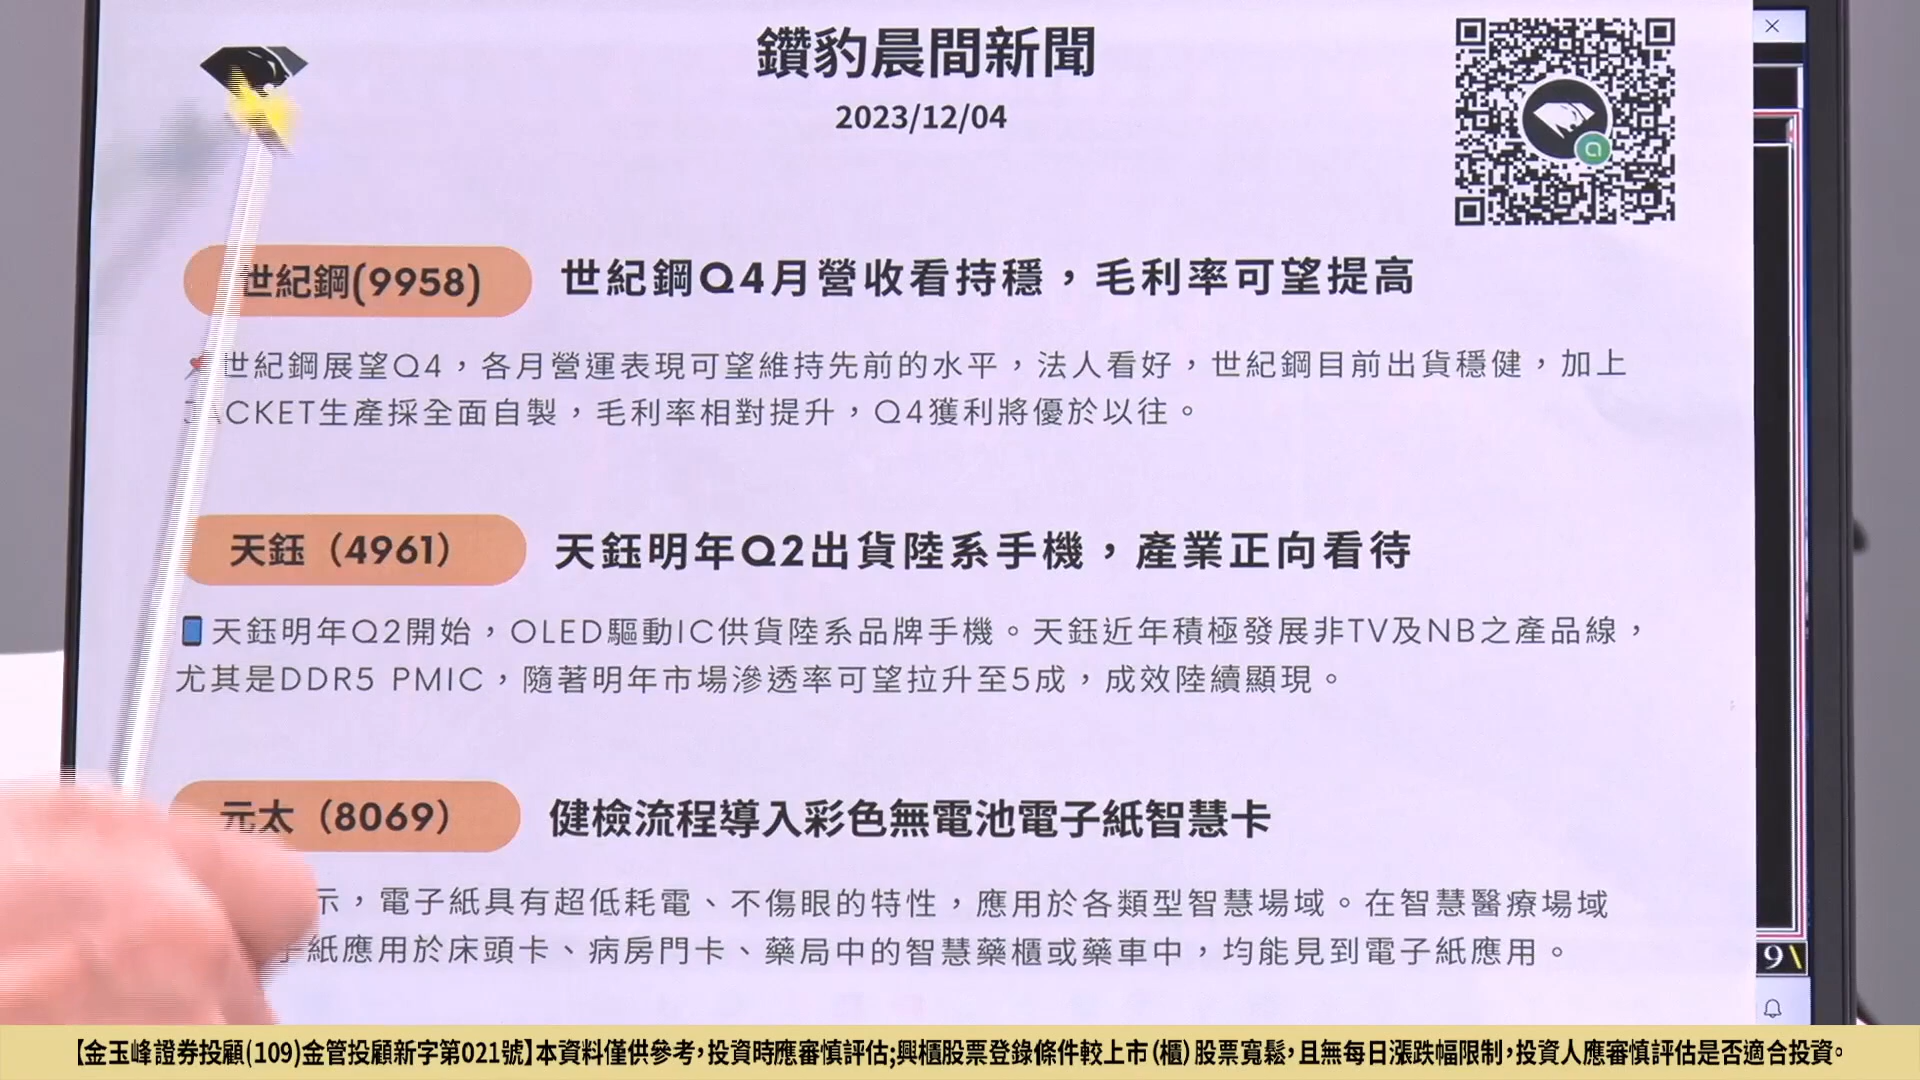 鑽豹晨間新聞
2023/12/04
世紀鋼(9958)
世紀鋼Q4月營收看持穩，毛利率可望提高
世紀鋼展望Q4，各月營運表現可望維持先前的水平，法人看好，世紀鋼目前出貨穩健，加上
JACKET生產採全面自製，毛利率相對提升，Q4獲利將優於以往。
天鈺（4961）
天鈺明年Q2出貨陸系手機，產業正向看待
天鈺明年Q2開始，OLED驅動IC供貨陸系品牌手機。天鈺近年積極發展非TV及NB之產品線，
尤其是DDR5 PMIC，隨著明年市場滲透率可望拉升至5成，成效陸續顯現。
元太（8069）
健檢流程導入彩色無電池電子紙智慧卡
示，電子紙具有超低耗電、不傷眼的特性，應用於各類型智慧場域。在智慧醫療場域
子紙應用於床頭卡、病房門卡、藥局中的智慧藥櫃或藥車中，均能見到電子紙應用。
9\
【金玉峰證券投顧(109)金管投顧新字第021號】本資料僅供參考，投資時應審慎評估;興櫃股票登錄條件較上市（櫃）股票寬鬆，且無每日漲跌幅限制，投資人應審慎評估是否適合投資。